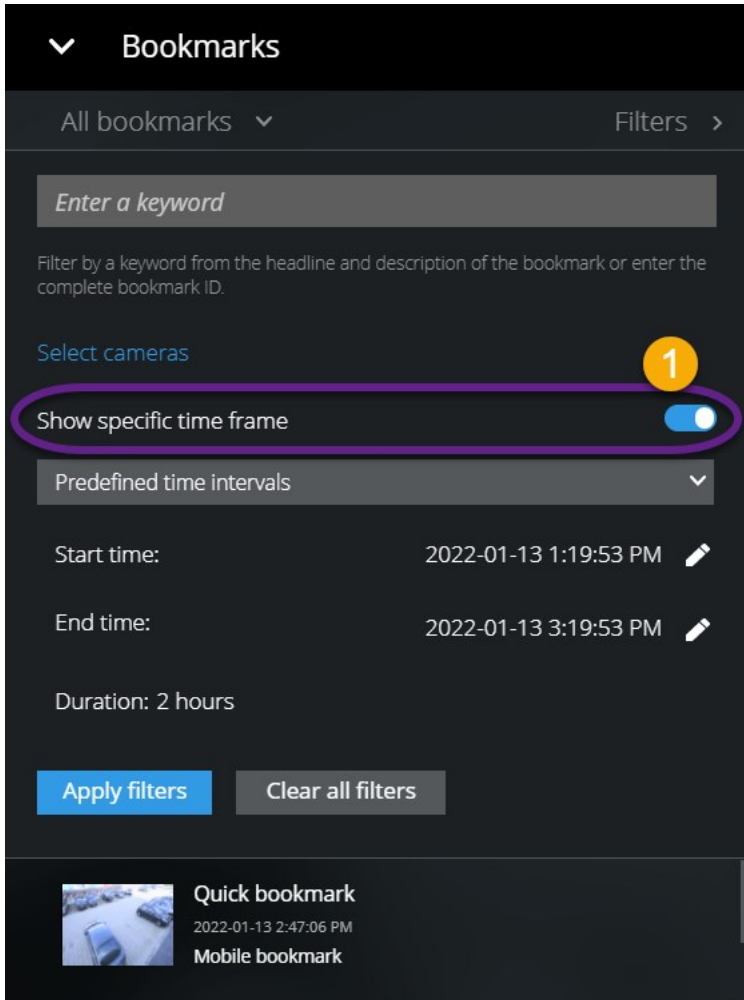 Bookmarks
All bookmarks Filters
Enter a keyword
Filter by a keyword from the headline and description of the bookmark or enter the
complete bookmark ID.
Select cameras
1
Show specific time frame
Predefined time intervals
Start time: 2022-01-13 1:19:53 PM
End time: 2022-01-13 3:19:53 PM
Duration: 2 hours
Apply filters Clear all filters
Quick bookmark
2022-01-13 2:47:06 PM
Mobile bookmark